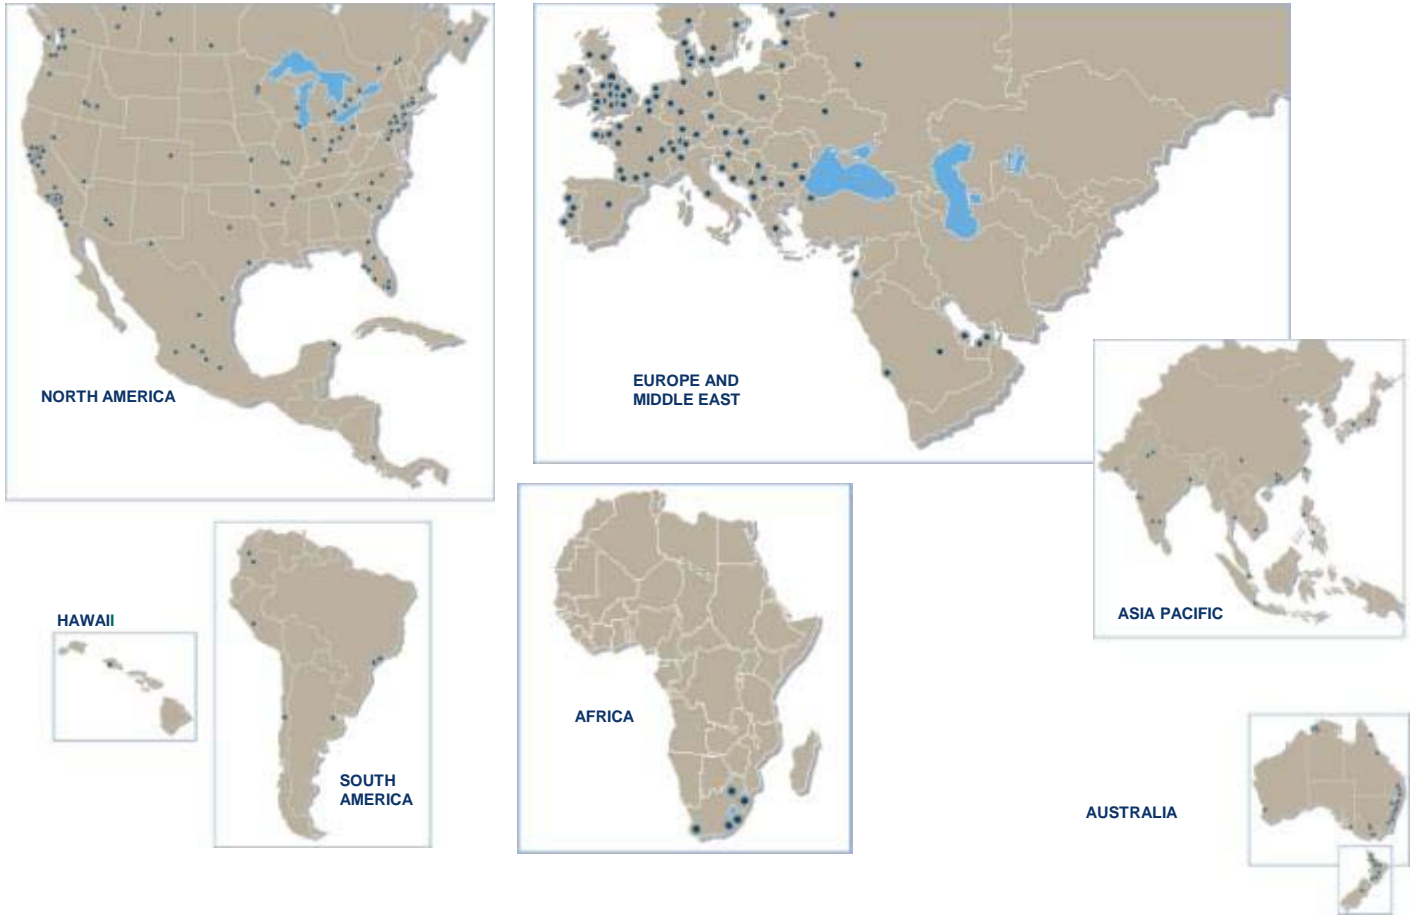 NORTH AMERICA
EUROPE AND
MIDDLE EAST
ASIA PACIFIC
HAWAII
AFRICA
SOUTH
AMERICA
AUSTRALIA